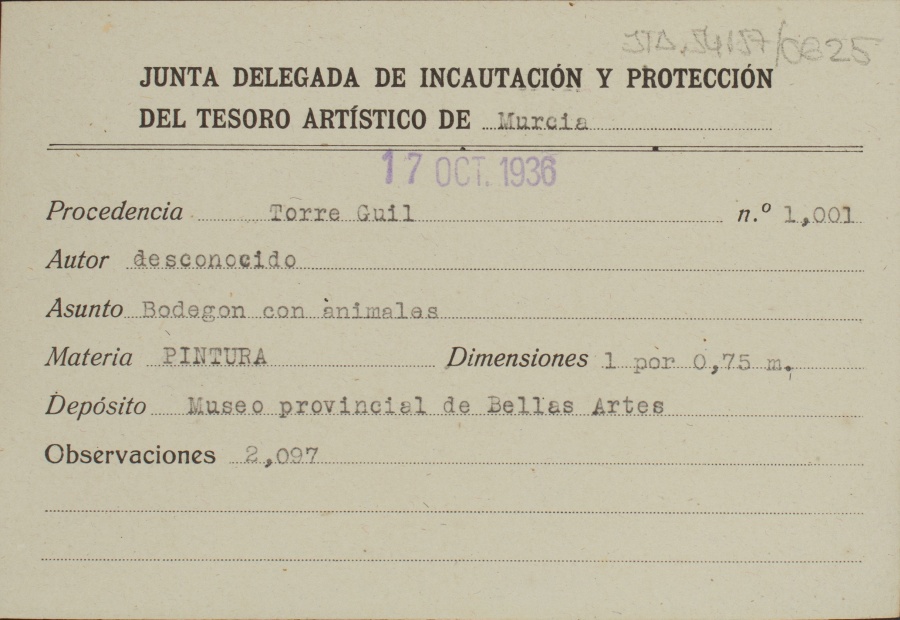 JTD.54157/0625
JUNTA DELEGADA DE INCAUTACIÓN Y PROTECCIÓN
DEL TESORO ARTÍSTICO DE Murcia
17 OCT. 1936
Procedencia Torre Guil n.º 1,001
Autor desconocido
Asunto Bodegon con animales
Materia PINTURA Dimensiones 1 por 0,75 m.
Depósito Museo provincial de Bellas Artes
Observaciones 2,097